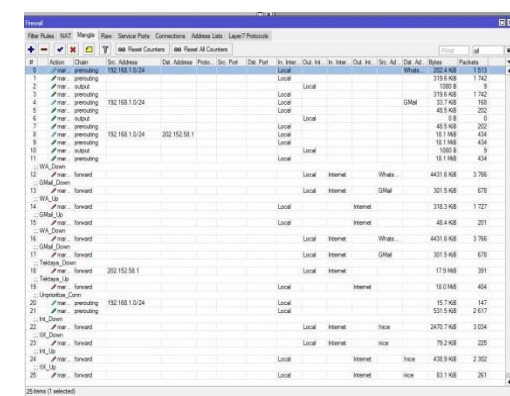 Firewall
Filter Rules NAT Mangle Raw Service Ports Connections Address Lists Layer7 Protocols
00 Reset Counters 00 Reset All Counters Find all
# Action Chain Src. Address Dst. Address Proto... Src. Port Dst. Port In. Inter... Out. Int... In. Inter... Out. Int... Src. Ad... Dst. Ad... Bytes Packets
0 mar... prerouting 192.168.1.0/24 Local Whats... 202.4 KiB 1 513
1 mar... prerouting Local 319.6 KiB 1 742
2 mar... output Local 1080 B 9
3 mar... prerouting Local 319.6 KiB 1 742
4 mar... prerouting 192.168.1.0/24 Local GMail 33.7 KiB 168
5 mar... prerouting Local 48.5 KiB 202
6 mar... output Local 0 B 0
7 mar... prerouting Local 48.5 KiB 202
8 mar... prerouting 192.168.1.0/24 202.152.58.1 Local 18.1 MiB 434
9 mar... prerouting Local 18.1 MiB 434
10 mar... output Local 1080 B 9
11 mar... prerouting Local 18.1 MiB 434
::: WA_Down
12 mar... forward Local Internet Whats... 4431.6 KiB 3 766
::: GMail_Down
13 mar... forward Local Internet GMail 301.5 KiB 678
::: WA_Up
14 mar... forward Local Internet 318.3 KiB 1 727
::: GMail_Up
15 mar... forward Local Internet 48.4 KiB 201
::: WA_Down
16 mar... forward Local Internet Whats... 4431.6 KiB 3 766
::: GMail_Down
17 mar... forward Local Internet GMail 301.5 KiB 678
::: Tektaya_Down
18 mar... forward 202.152.58.1 Local Internet 17.9 MiB 391
::: Tektaya_Up
19 mar... forward Local Internet 18.0 MiB 404
::: Unprioritize_Conn
20 mar... prerouting 192.168.1.0/24 Local 15.7 KiB 147
21 mar... prerouting Local 531.5 KiB 2 617
::: Int_Down
22 mar... forward Local Internet !nice 2470.7 KiB 3 034
::: IIX_Down
23 mar... forward Local Internet nice 79.2 KiB 225
::: Int_Up
24 mar... forward Local Internet !nice 438.9 KiB 2 302
::: IIX_Up
25 mar... forward Local Internet nice 83.1 KiB 261
25 items (1 selected)